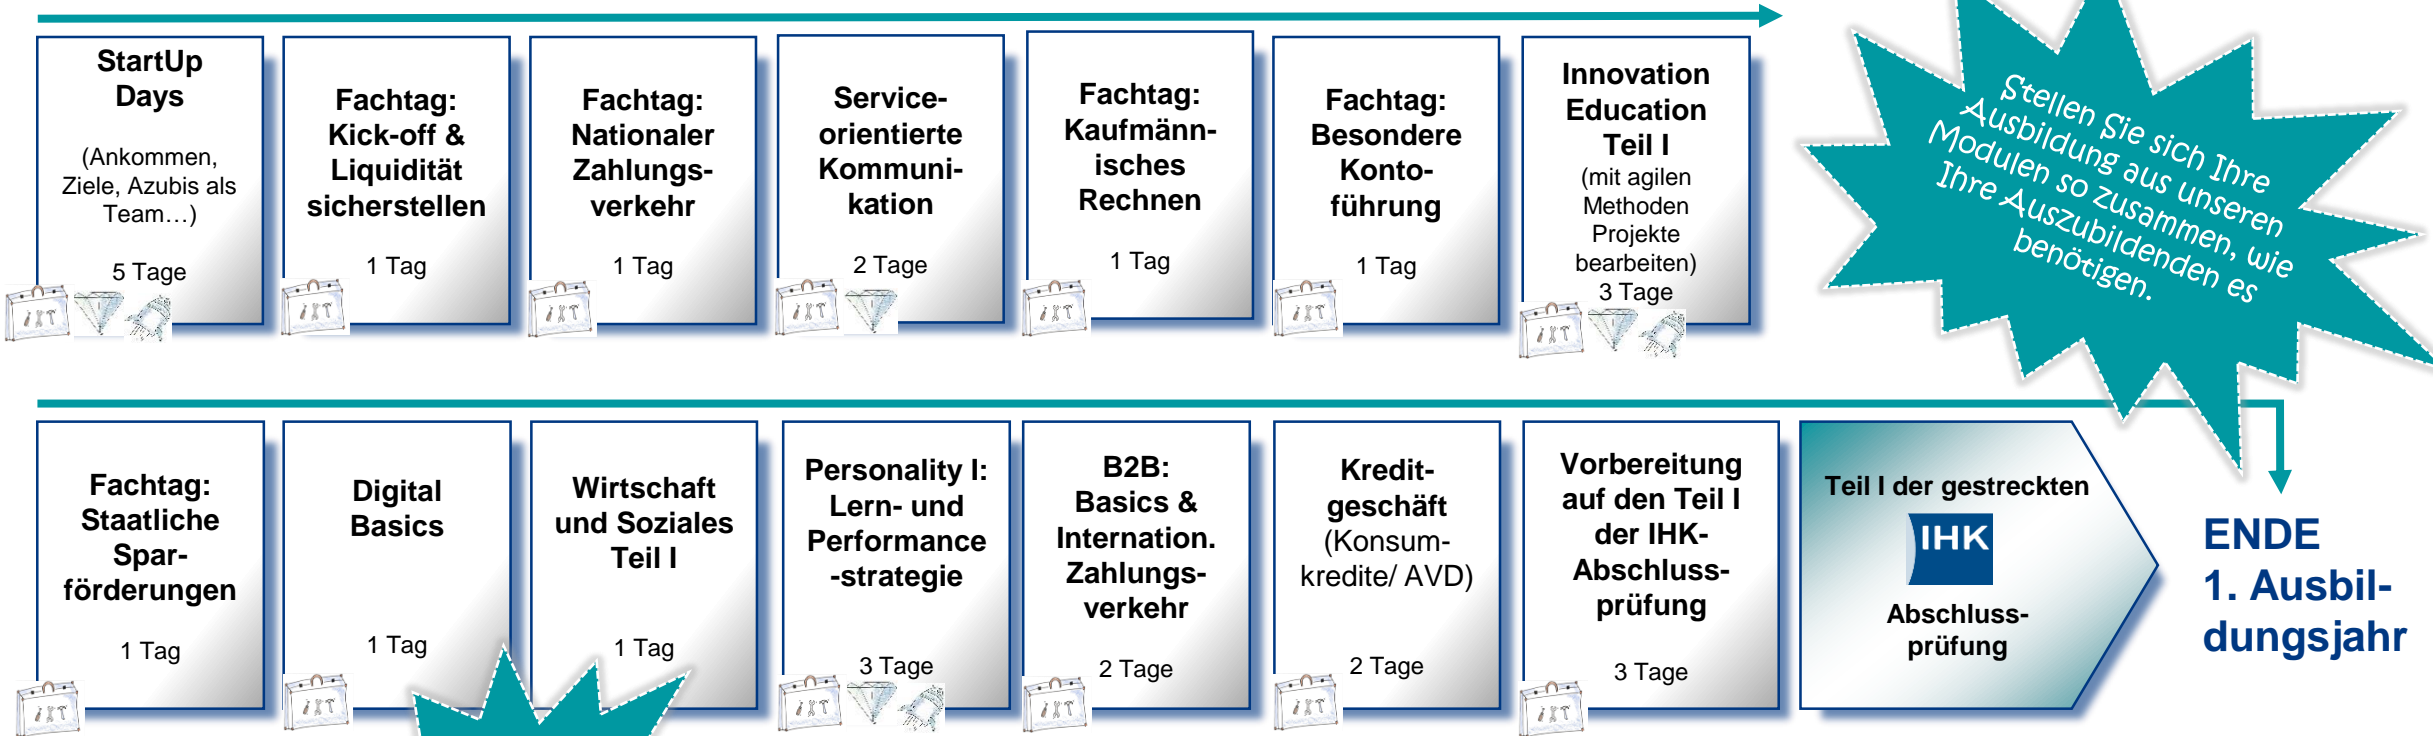 StartUp
Days
(Ankommen,
Ziele, Azubis als
Team…)
5 Tage
Fachtag:
Kick-off &
Liquidität
sicherstellen
1 Tag
Fachtag:
Nationaler
Zahlungs-
verkehr
1 Tag
Service-
orientierte
Kommuni-
kation
2 Tage
Fachtag:
Kaufmänn-
isches
Rechnen
1 Tag
Fachtag:
Besondere
Konto-
führung
1 Tag
Innovation
Education
Teil I
(mit agilen
Methoden
Projekte
bearbeiten)
3 Tage
Stellen Sie sich Ihre
Ausbildung aus unseren
Modulen so zusammen, wie
Ihre Auszubildenden es
benötigen.
Fachtag:
Staatliche
Spar-
förderungen
1 Tag
Digital
Basics
1 Tag
Wirtschaft
und Soziales
Teil I
1 Tag
Personality I:
Lern- und
Performance
-strategie
3 Tage
B2B:
Basics &
Internation.
Zahlungs-
verkehr
2 Tage
Kredit-
geschäft
(Konsum-
kredite/ AVD)
2 Tage
Vorbereitung
auf den Teil I
der IHK-
Abschluss-
prüfung
3 Tage
Teil I der gestreckten
IHK
Abschluss-
prüfung
ENDE
1. Ausbil-
dungsjahr